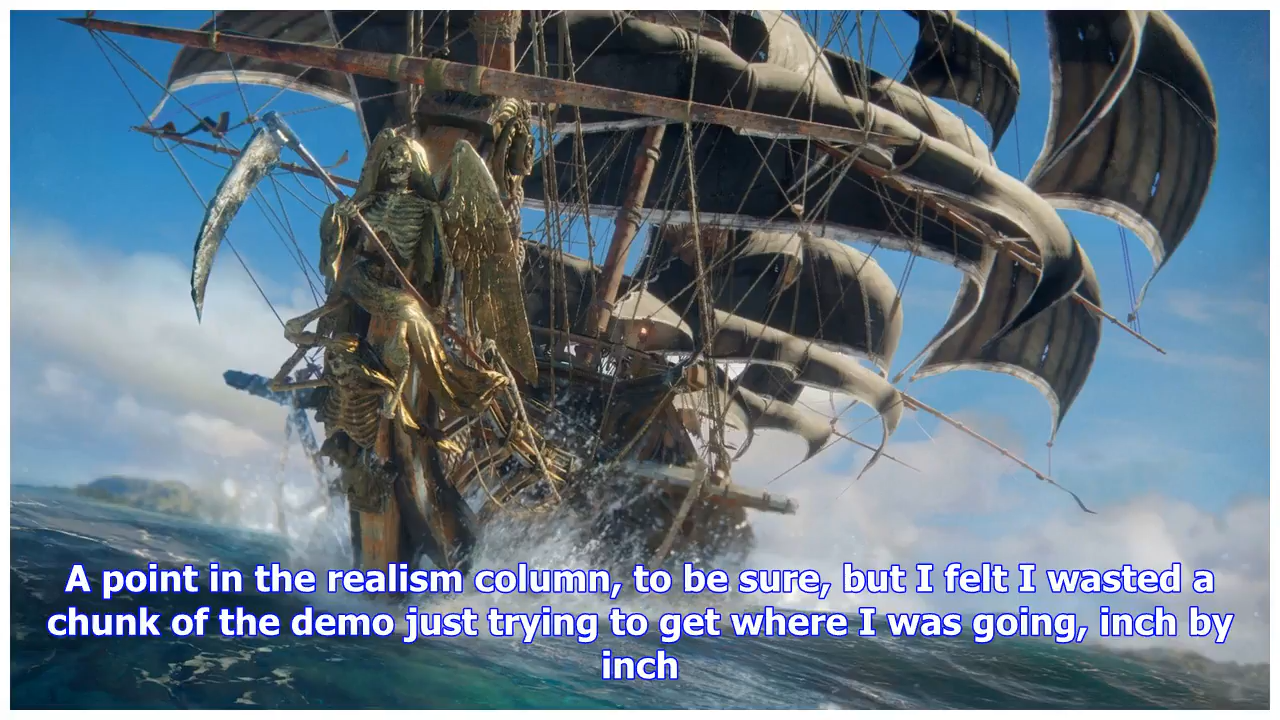 A point in the realism column, to be sure, but I felt I wasted a
chunk of the demo just trying to get where I was going, inch by
inch